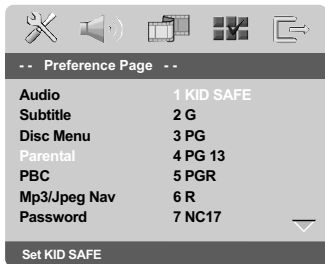 - - Preference Page - -
Audio 1 KID SAFE
Subtitle 2 G
Disc Menu 3 PG
Parental 4 PG 13
PBC 5 PGR
Mp3/Jpeg Nav 6 R
Password 7 NC17
Set KID SAFE